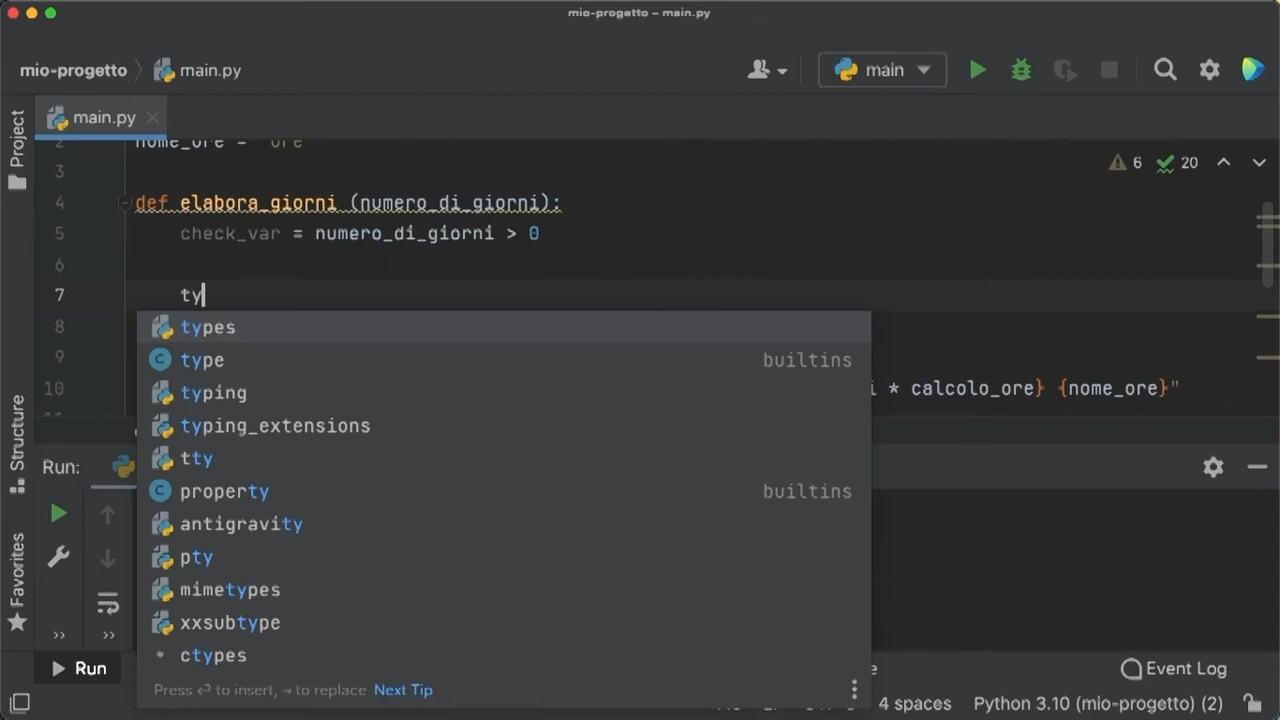 mio-progetto – main.py
mio-progetto main.py
main
main.py
Project
Structure
Favorites
2 nome_ore = "ore"
3
6 20
4 def elabora_giorni (numero_di_giorni):
5 check_var = numero_di_giorni > 0
6
7 ty
8
9
10 i * calcolo_ore} {nome_ore}"
types
type builtins
typing
typing_extensions
tty
property builtins
antigravity
pty
mimetypes
xxsubtype
ctypes
Press ⏎ to insert, ⇥ to replace Next Tip
Run:
Run
Event Log
4 spaces Python 3.10 (mio-progetto) (2)